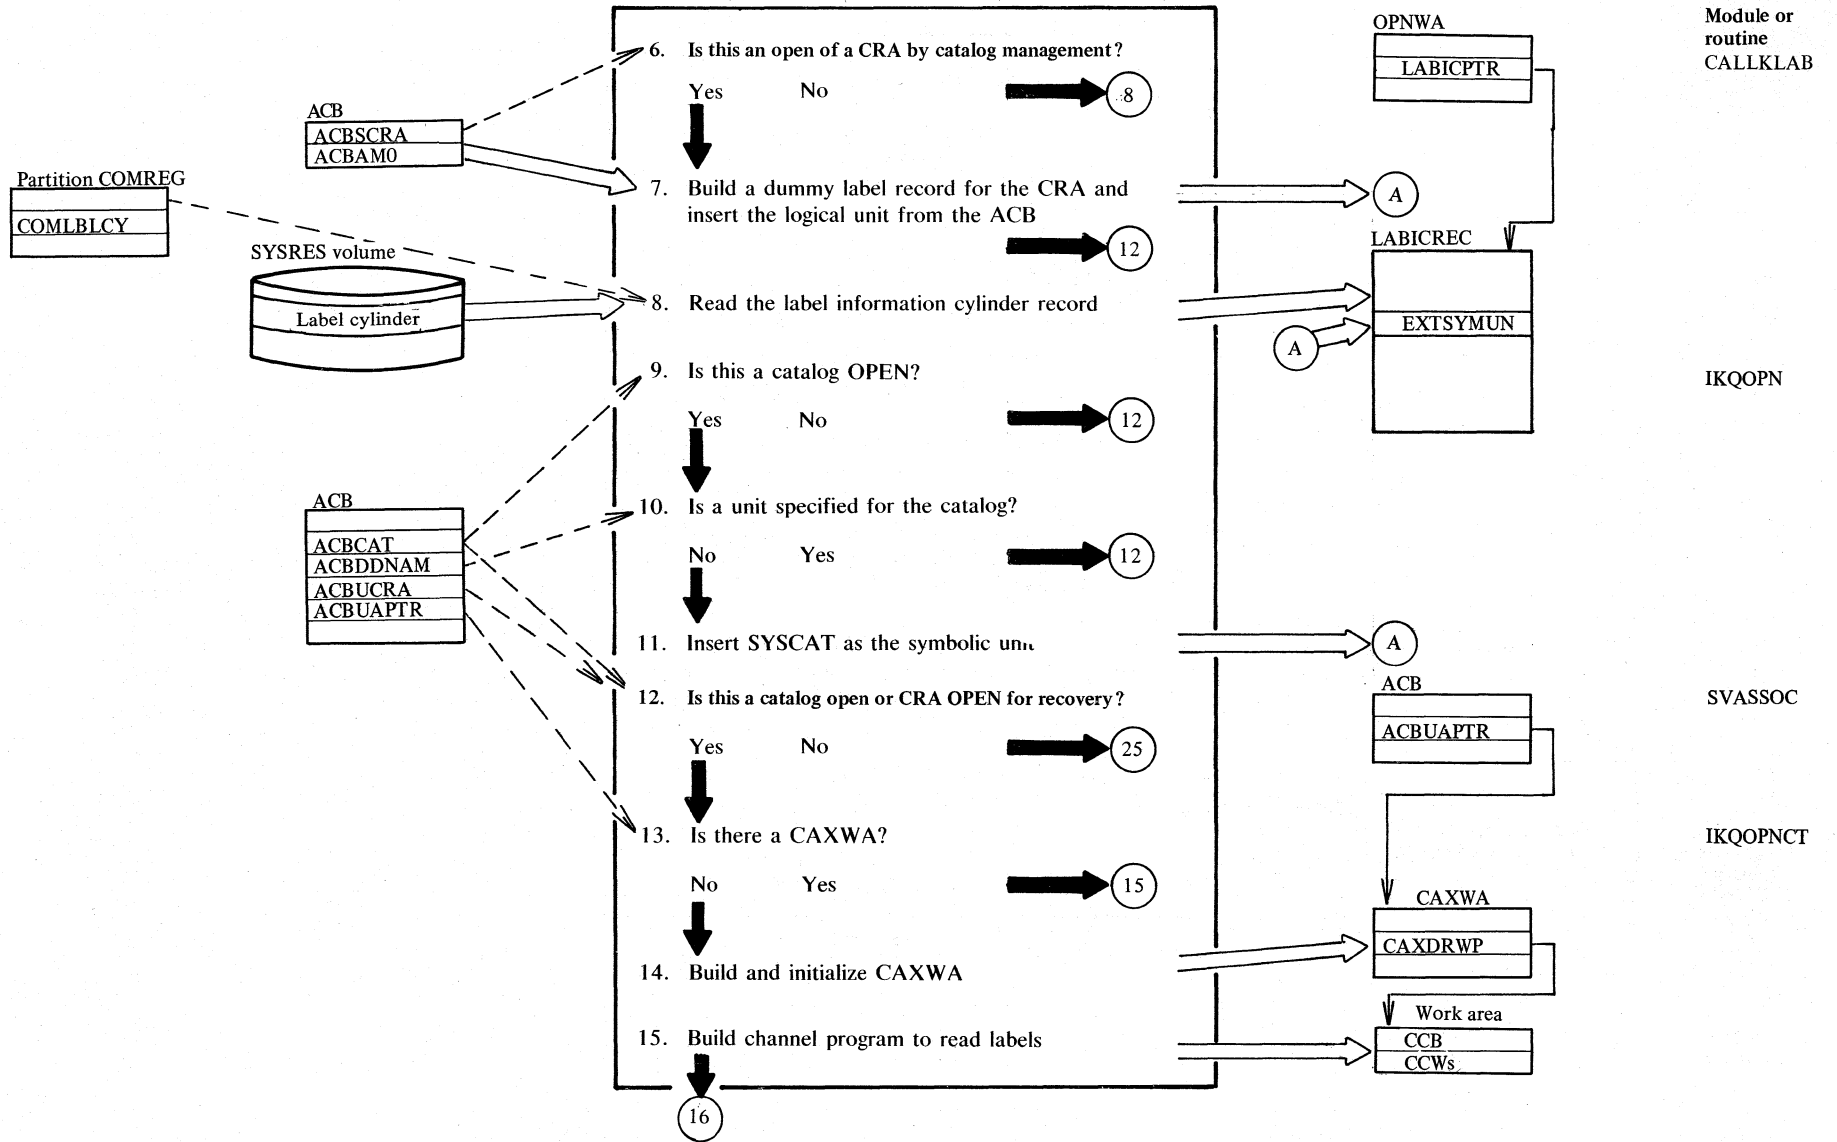 OPNWA
LABICPTR
Module or
routine
CALLKLAB
6. Is this an open of a CRA by catalog management?
Yes No 8
ACB
ACBSCRA
ACBAM0
Partition COMREG
COMLBLCY
7. Build a dummy label record for the CRA and
insert the logical unit from the ACB
A
12
LABICREC
EXTSYMUN
A
SYSRES volume
Label cylinder
8. Read the label information cylinder record
9. Is this a catalog OPEN?
IKQOPN
Yes No 12
10. Is a unit specified for the catalog?
No Yes 12
ACB
ACBCAT
ACBDDNAM
ACBUCRA
ACBUAPTR
11. Insert SYSCAT as the symbolic unit
A
12. Is this a catalog open or CRA OPEN for recovery?
ACB
ACBUAPTR
SVASSOC
Yes No 25
13. Is there a CAXWA?
IKQOPNCT
No Yes 15
CAXWA
CAXDRWP
14. Build and initialize CAXWA
15. Build channel program to read labels
Work area
CCB
CCWs
16